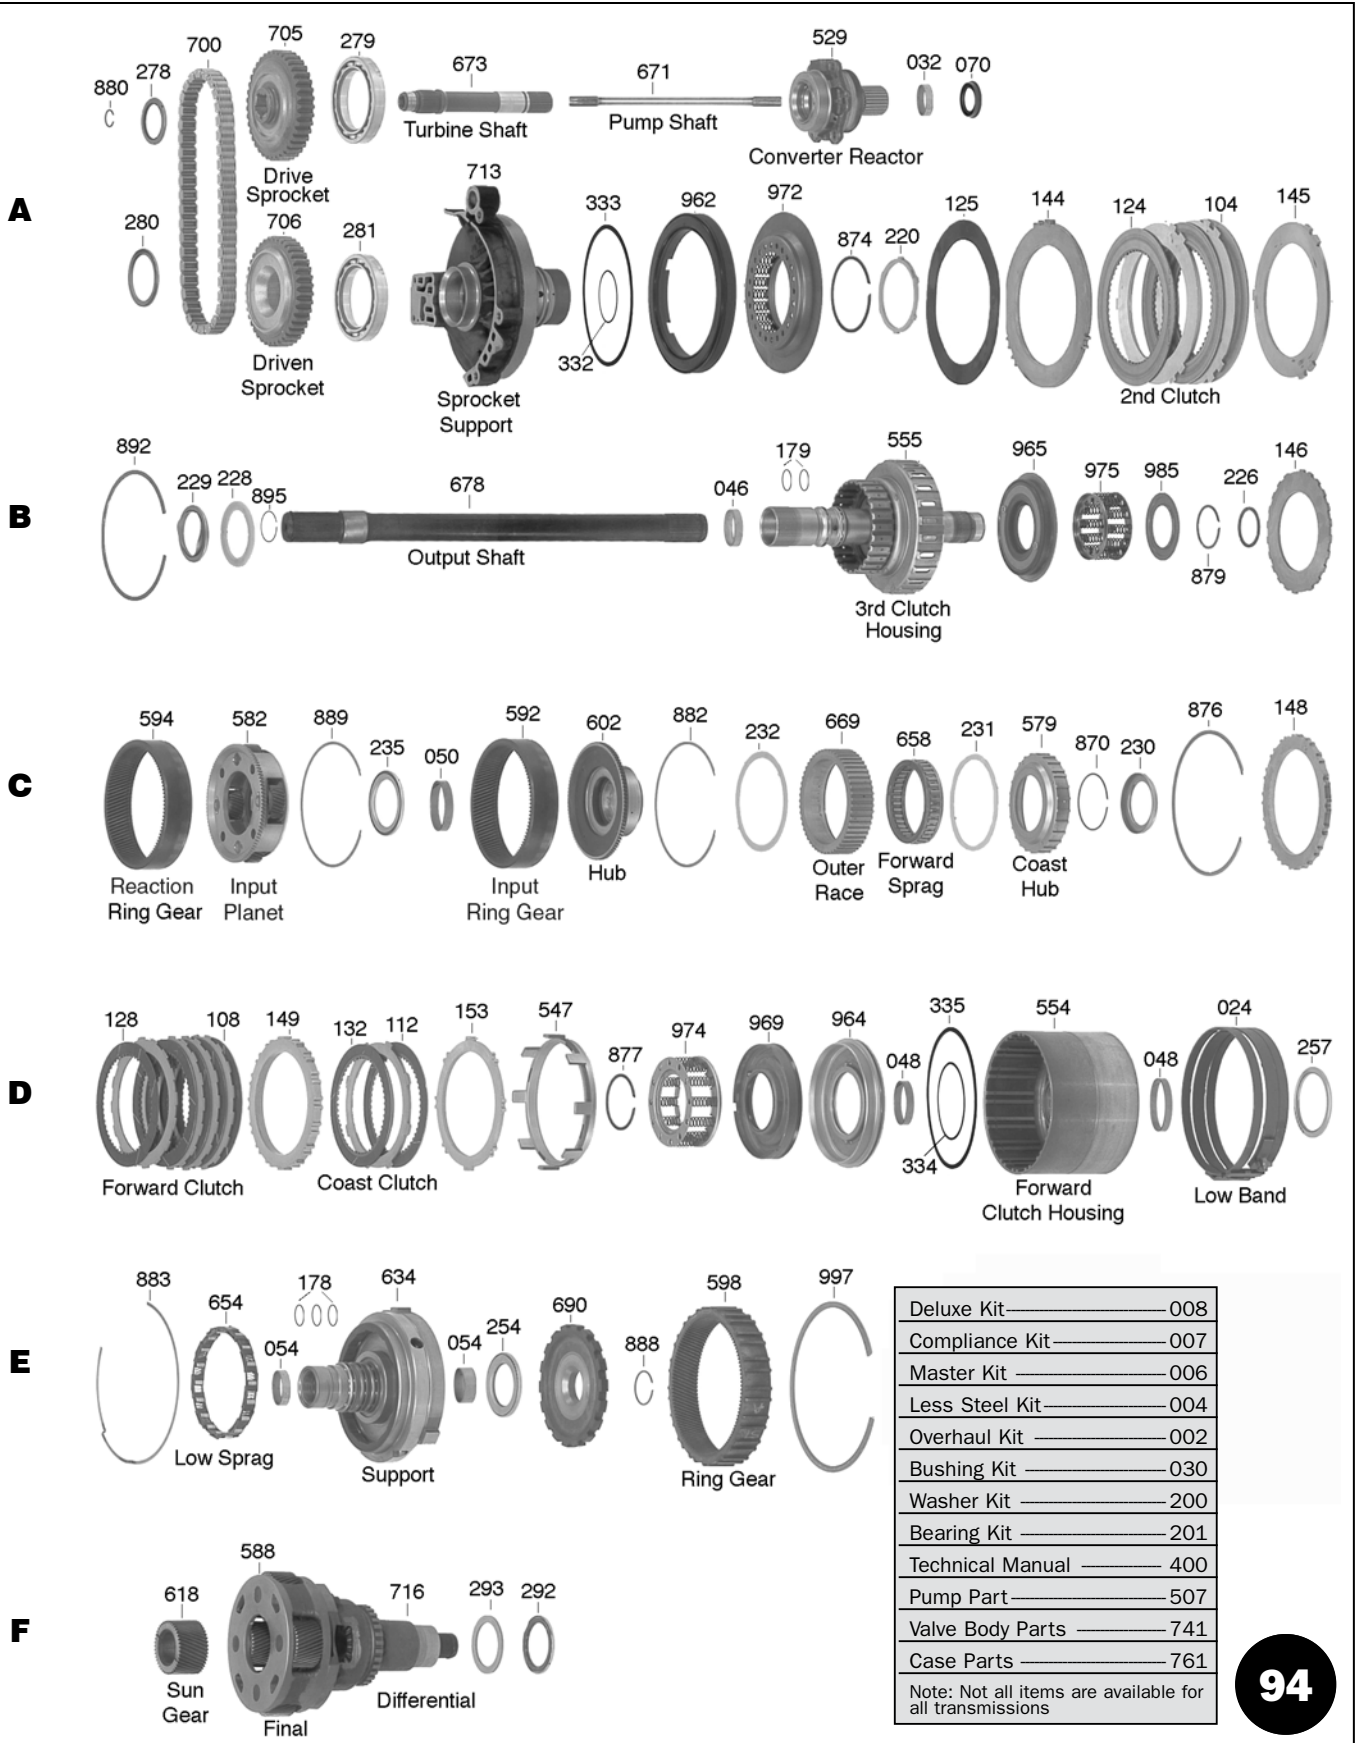 880
278
700
705
279
673
Turbine Shaft
671
Pump Shaft
529
Converter Reactor
032
070
Drive
Sprocket
A
280
706
Driven
Sprocket
281
713
Sprocket
Support
333
332
962
972
874
220
125
144
124
104
2nd Clutch
145
B
892
229
228
895
678
Output Shaft
046
179
555
3rd Clutch
Housing
965
975
985
879
226
146
C
594
Reaction
Ring Gear
582
Input
Planet
889
235
050
592
Input
Ring Gear
602
Hub
882
232
669
Outer
Race
658
Forward
Sprag
231
579
Coast
Hub
870
230
876
148
D
128
108
Forward Clutch
149
132
112
Coast Clutch
153
547
877
974
969
964
048
335
334
554
Forward
Clutch Housing
048
024
Low Band
257
E
883
654
Low Sprag
054
178
634
Support
054
254
690
888
598
Ring Gear
997
F
618
Sun
Gear
588
Final
716
Differential
293
292
Deluxe Kit 008
Compliance Kit 007
Master Kit 006
Less Steel Kit 004
Overhaul Kit 002
Bushing Kit 030
Washer Kit 200
Bearing Kit 201
Technical Manual 400
Pump Part 507
Valve Body Parts 741
Case Parts 761
Note: Not all items are available for
all transmissions
94